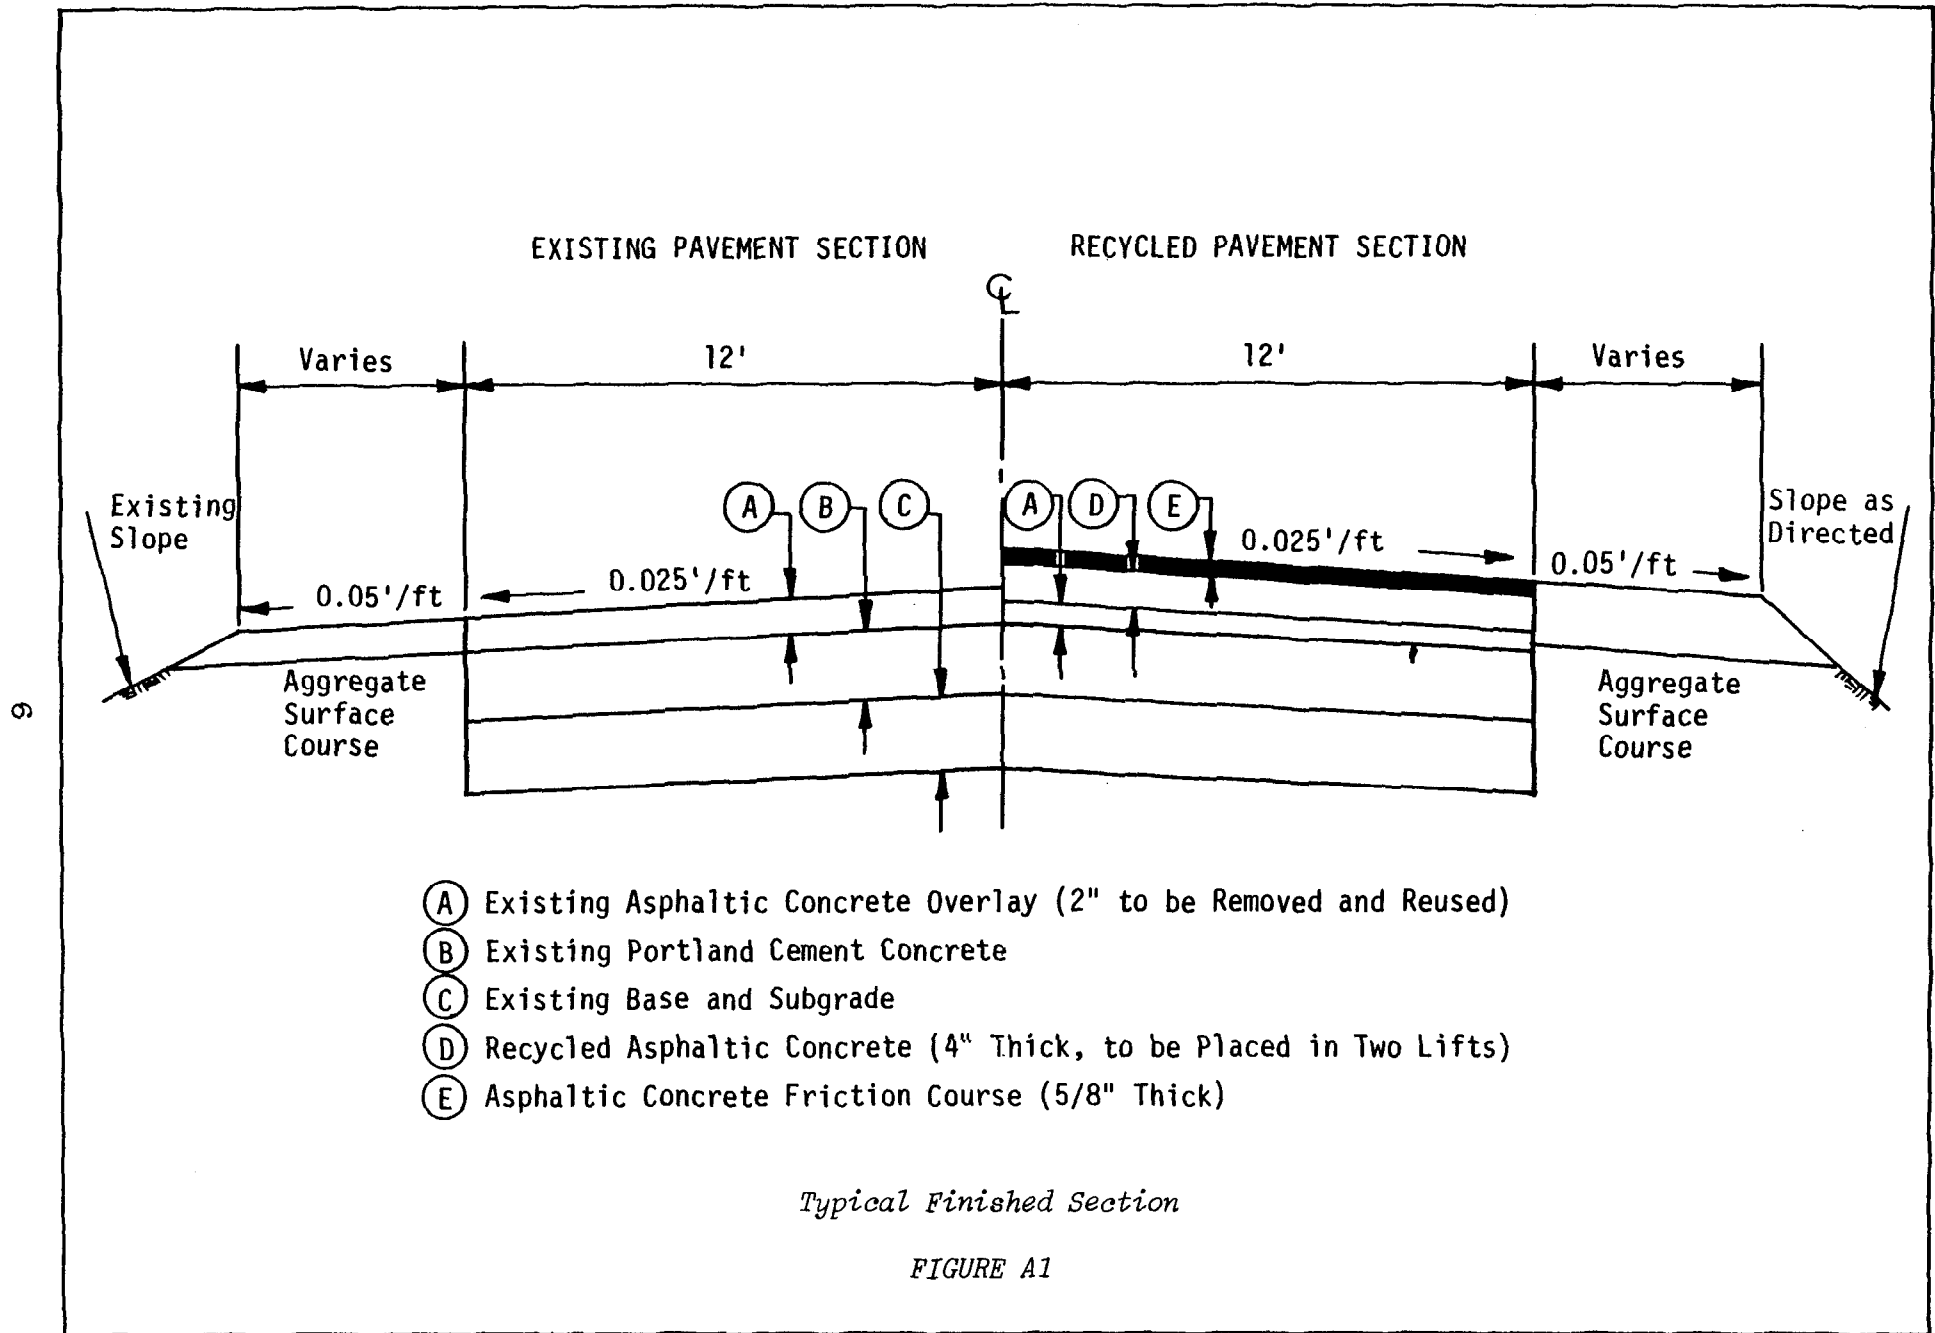 EXISTING PAVEMENT SECTION
RECYCLED PAVEMENT SECTION
℄
Varies
12'
12'
Varies
Existing
Slope
A
B
C
A
D
E
Slope as
Directed
0.05'/ft
0.025'/ft
0.025'/ft
0.05'/ft
Aggregate
Surface
Course
Aggregate
Surface
Course
A Existing Asphaltic Concrete Overlay (2" to be Removed and Reused)
B Existing Portland Cement Concrete
C Existing Base and Subgrade
D Recycled Asphaltic Concrete (4" Thick, to be Placed in Two Lifts)
E Asphaltic Concrete Friction Course (5/8" Thick)
Typical Finished Section
FIGURE A1